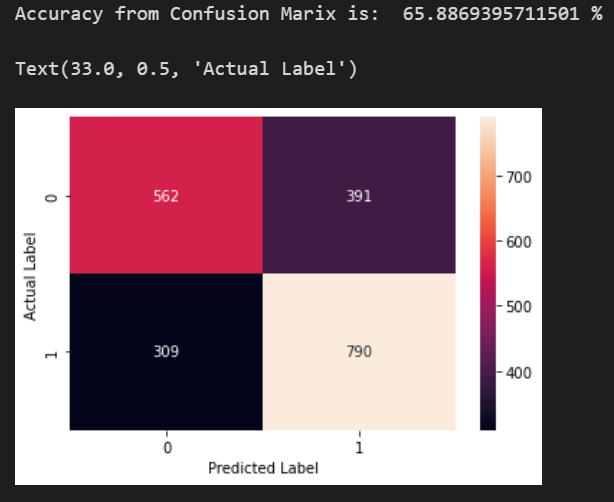 Accuracy from Confusion Marix is:  65.8869395711501 %
Text(33.0, 0.5, 'Actual Label')
562 391
309 790
0
1
Actual Label
0 1
Predicted Label
700
600
500
400